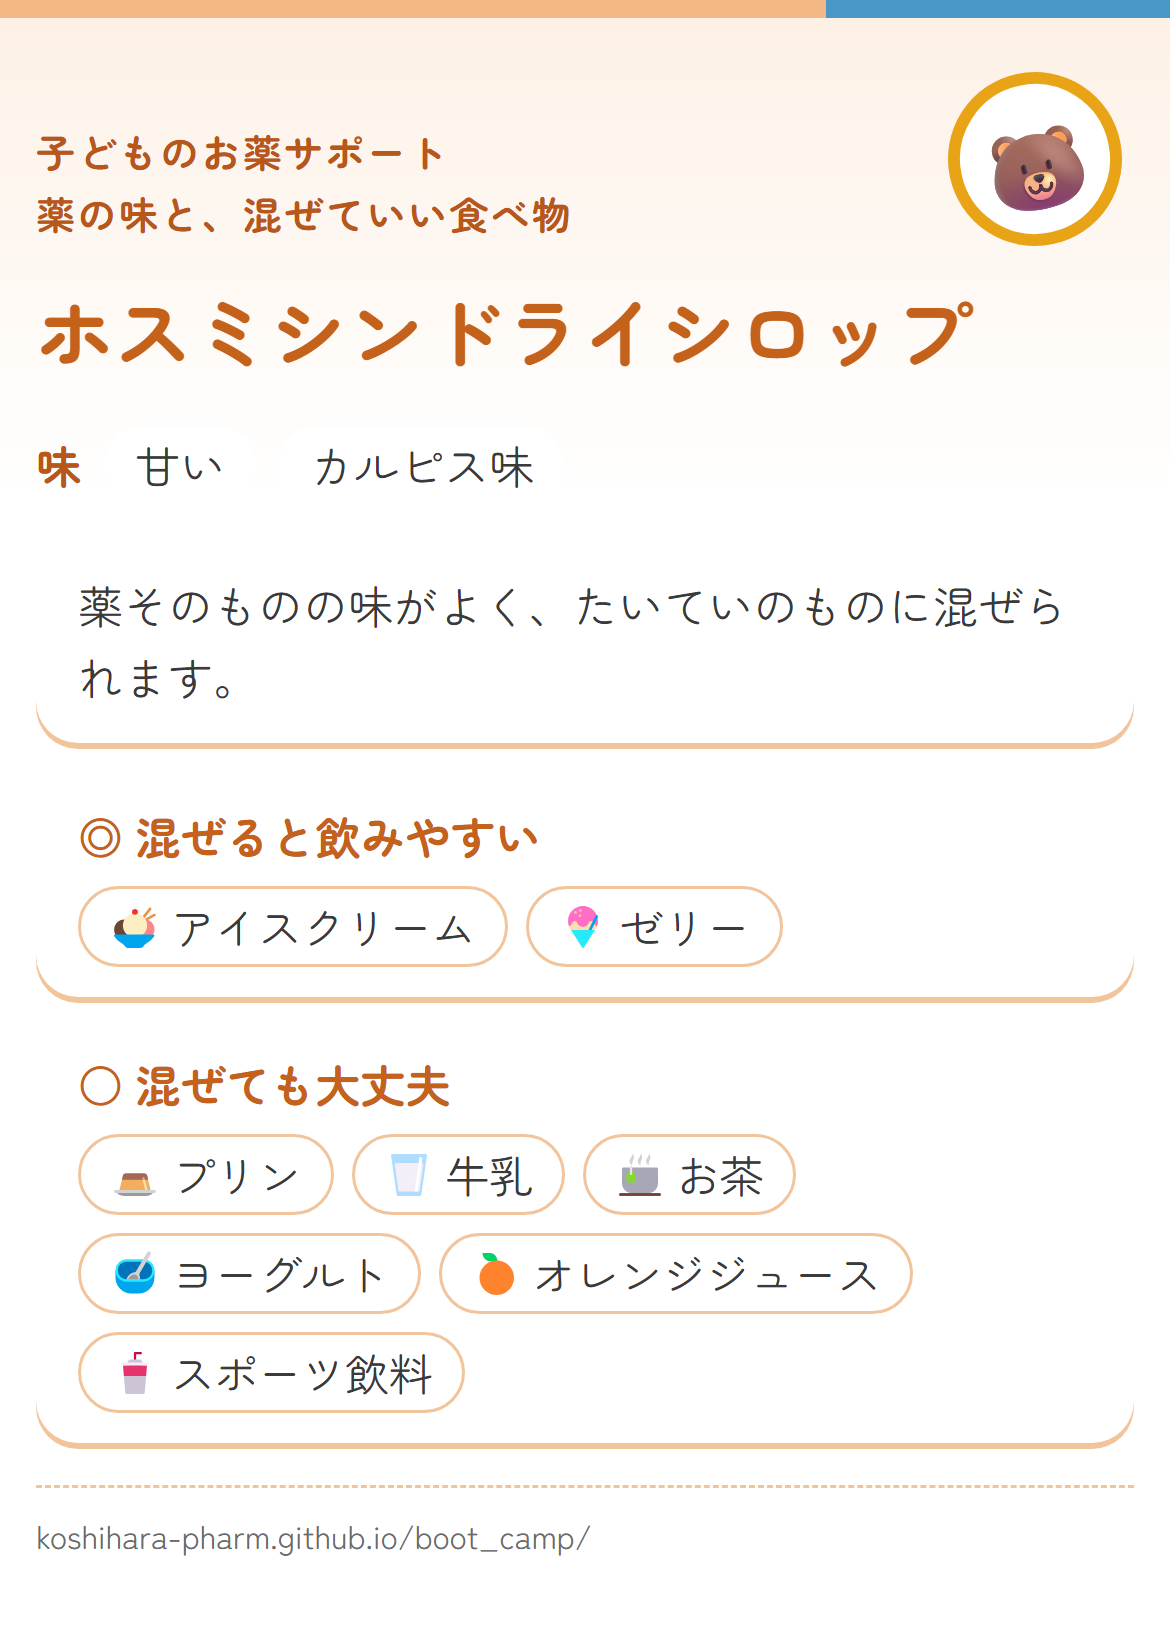 子どものお薬サポート
薬の味と、混ぜていい食べ物
ホスミシンドライシロップ
味 甘い カルピス味
薬そのものの味がよく、たいていのものに混ぜら
れます。
◎ 混ぜると飲みやすい
アイスクリーム ゼリー
○ 混ぜても大丈夫
プリン 牛乳 お茶
ヨーグルト オレンジジュース
スポーツ飲料
koshihara-pharm.github.io/boot_camp/